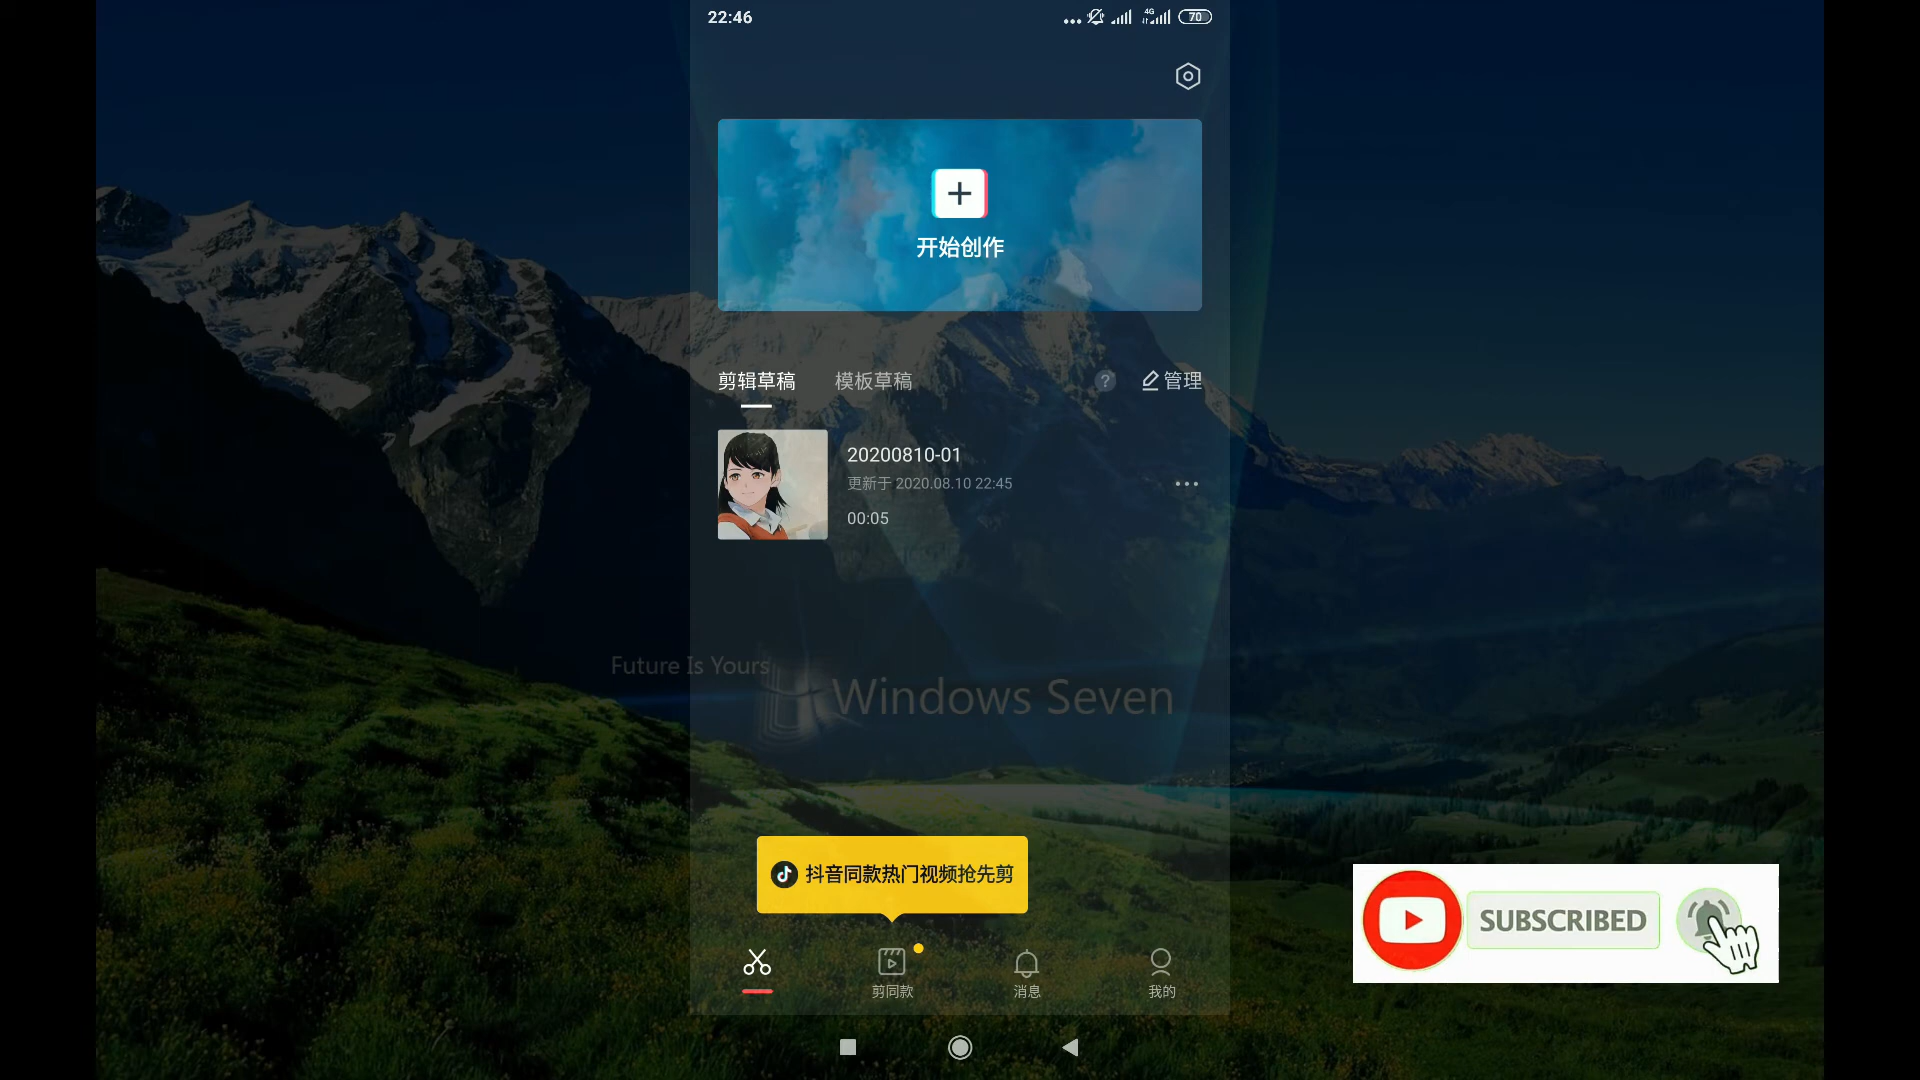 22:46
4G
70
开始创作
剪辑草稿
模板草稿
?
管理
20200810-01
更新于 2020.08.10 22:45
00:05
Future Is Yours
Windows Seven
抖音同款热门视频抢先剪
SUBSCRIBED
剪同款
消息
我的